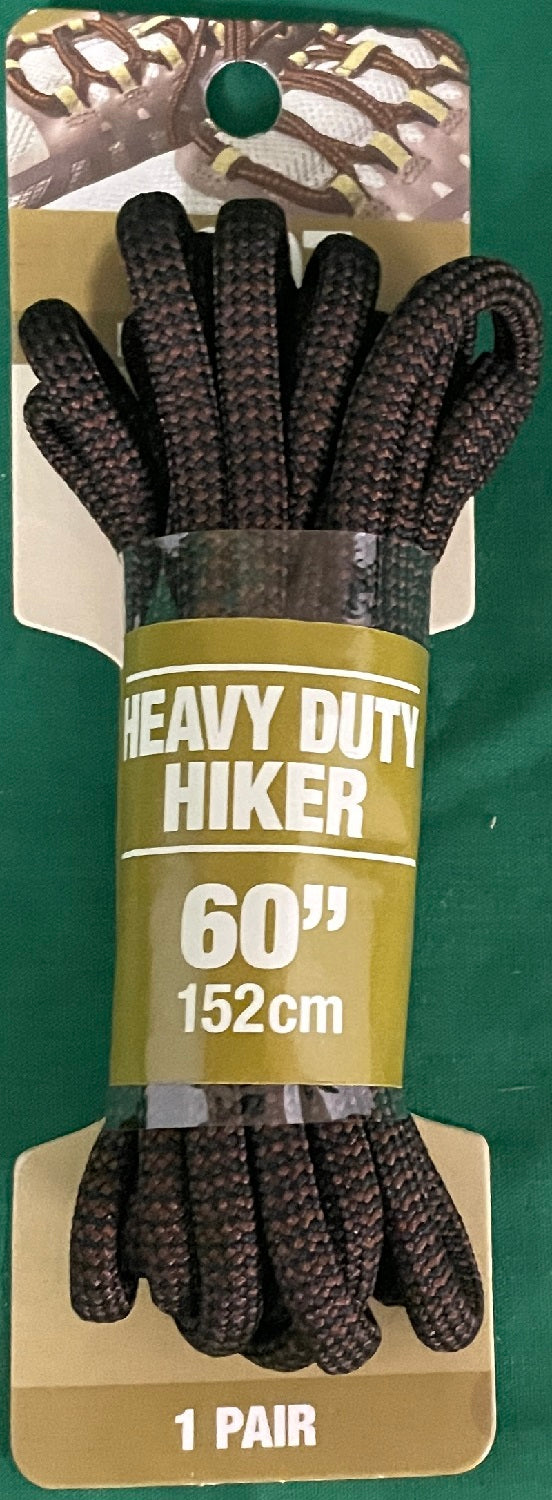 HEAVY DUTY
HIKER
60”
152cm
1 PAIR